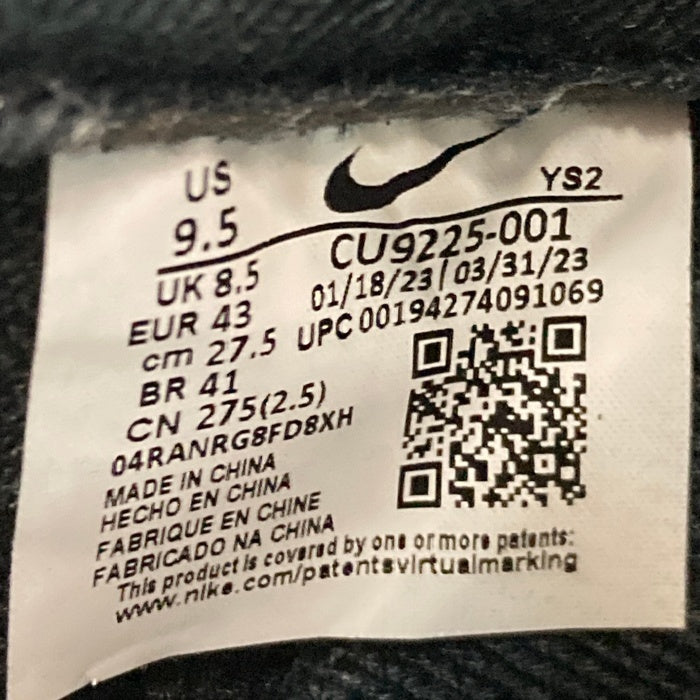 US
9.5
YS2
CU9225-001
01/18/23|03/31/23
UPC 00194274091069
UK 8.5
EUR 43
cm 27.5
BR 41
CN 275(2.5)
04RANRG8FD8XH
MADE IN CHINA
HECHO EN CHINA
FABRIQUE EN CHINE
FABRICADO NA CHINA
This product is covered by one or more patents:
www.nike.com/patentsvirtualmarking